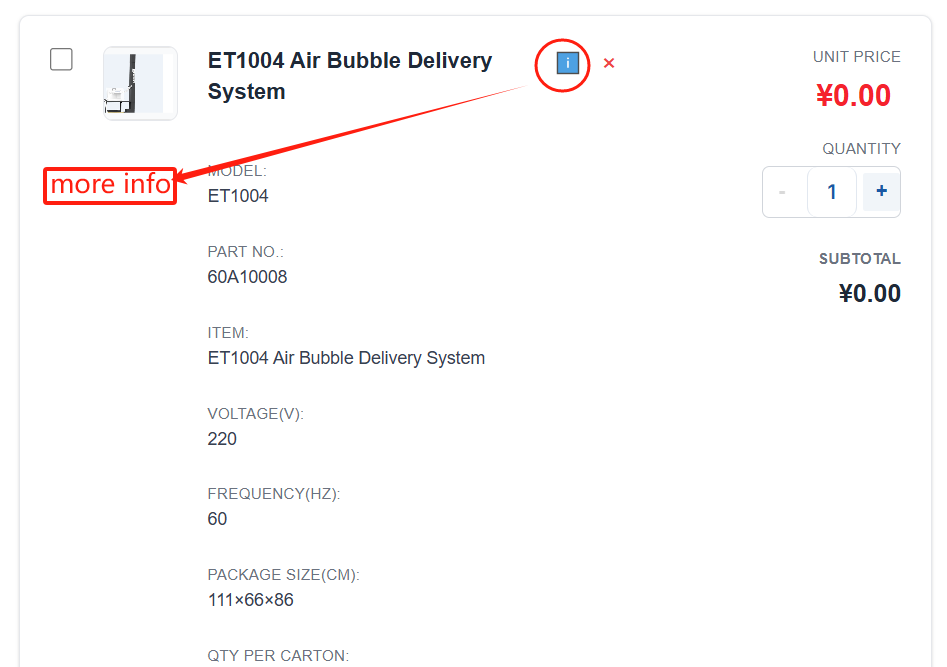 ET1004 Air Bubble Delivery
System
i
×
UNIT PRICE
¥0.00
QUANTITY
- 1 +
SUBTOTAL
¥0.00
more info
MODEL:
ET1004
PART NO.:
60A10008
ITEM:
ET1004 Air Bubble Delivery System
VOLTAGE(V):
220
FREQUENCY(HZ):
60
PACKAGE SIZE(CM):
111×66×86
QTY PER CARTON: